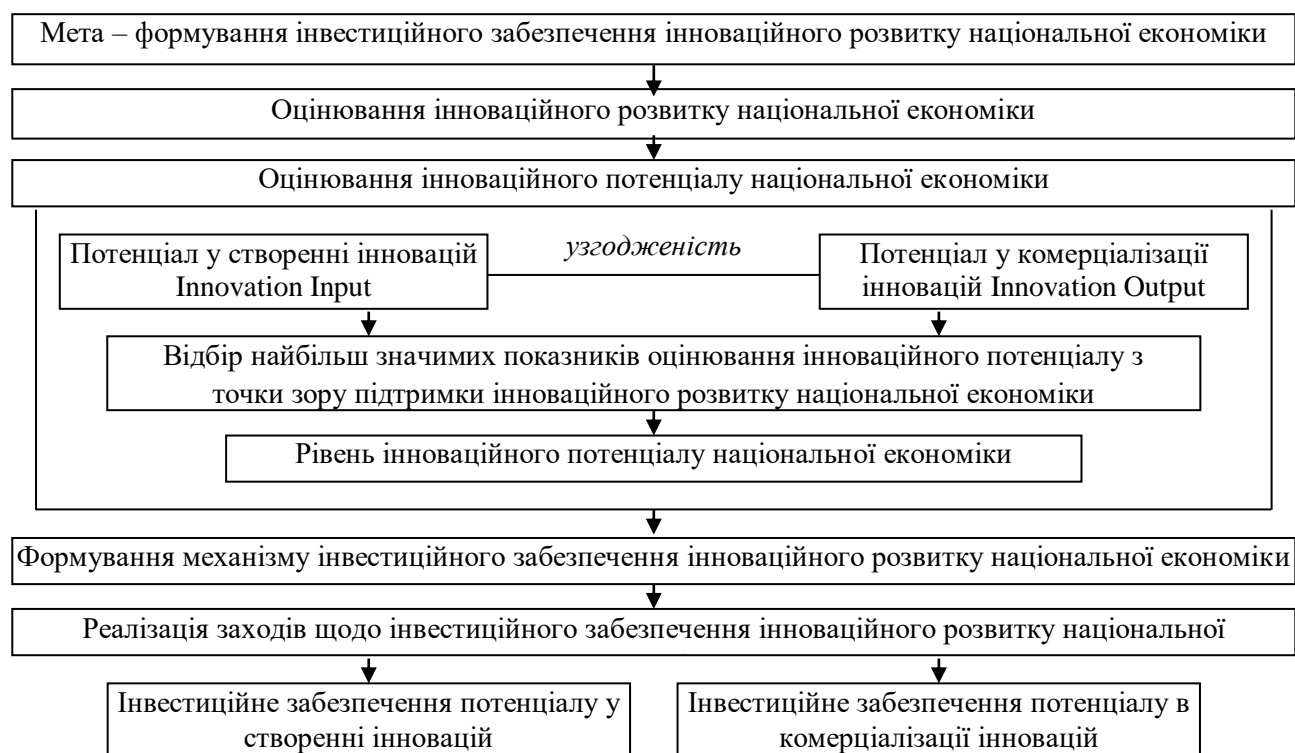 Мета – формування інвестиційного забезпечення інноваційного розвитку національної економіки
Оцінювання інноваційного розвитку національної економіки
Оцінювання інноваційного потенціалу національної економіки
Потенціал у створенні інновацій
Innovation Input
узгодженість
Потенціал у комерціалізації
інновацій Innovation Output
Відбір найбільш значимих показників оцінювання інноваційного потенціалу з
точки зору підтримки інноваційного розвитку національної економіки
Рівень інноваційного потенціалу національної економіки
Формування механізму інвестиційного забезпечення інноваційного розвитку національної економіки
Реалізація заходів щодо інвестиційного забезпечення інноваційного розвитку національної
Інвестиційне забезпечення потенціалу у
створенні інновацій
Інвестиційне забезпечення потенціалу в
комерціалізації інновацій